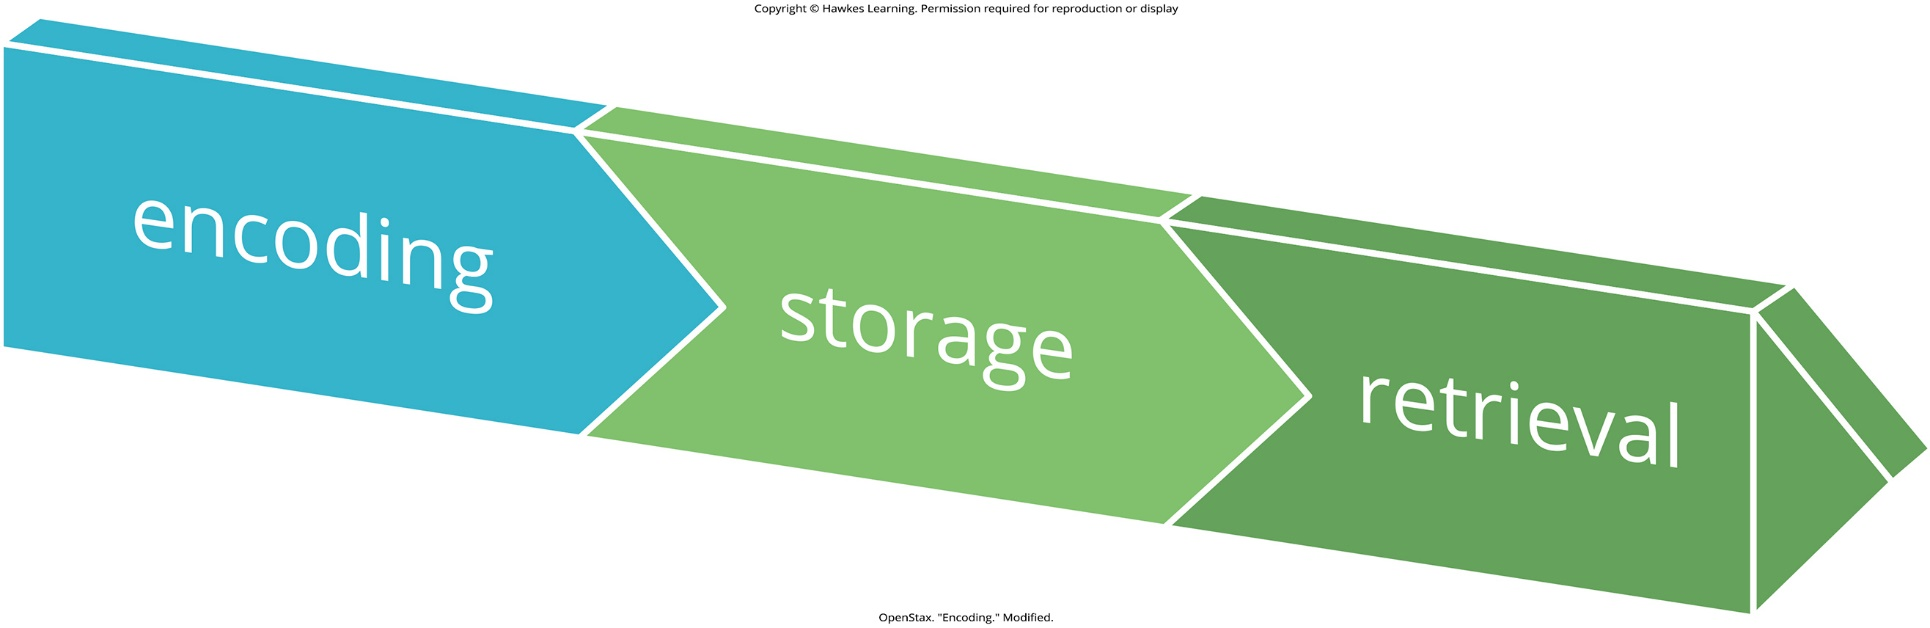 Copyright © Hawkes Learning. Permission required for reproduction or display
encoding
storage
retrieval
OpenStax. "Encoding." Modified.